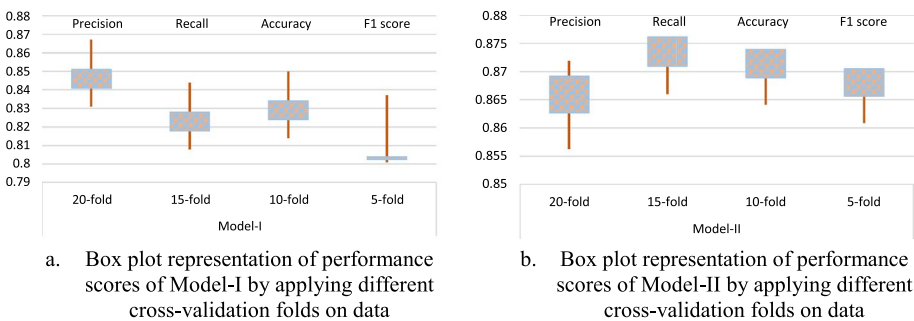 0.88
Precision Recall Accuracy F1 score
0.87
0.86
0.85
0.84
0.83
0.82
0.81
0.8
0.79
20-fold 15-fold 10-fold 5-fold
Model-I
a. Box plot representation of performance
scores of Model-I by applying different
cross-validation folds on data
0.88
Precision Recall Accuracy F1 score
0.875
0.87
0.865
0.86
0.855
0.85
20-fold 15-fold 10-fold 5-fold
Model-II
b. Box plot representation of performance
scores of Model-II by applying different
cross-validation folds on data